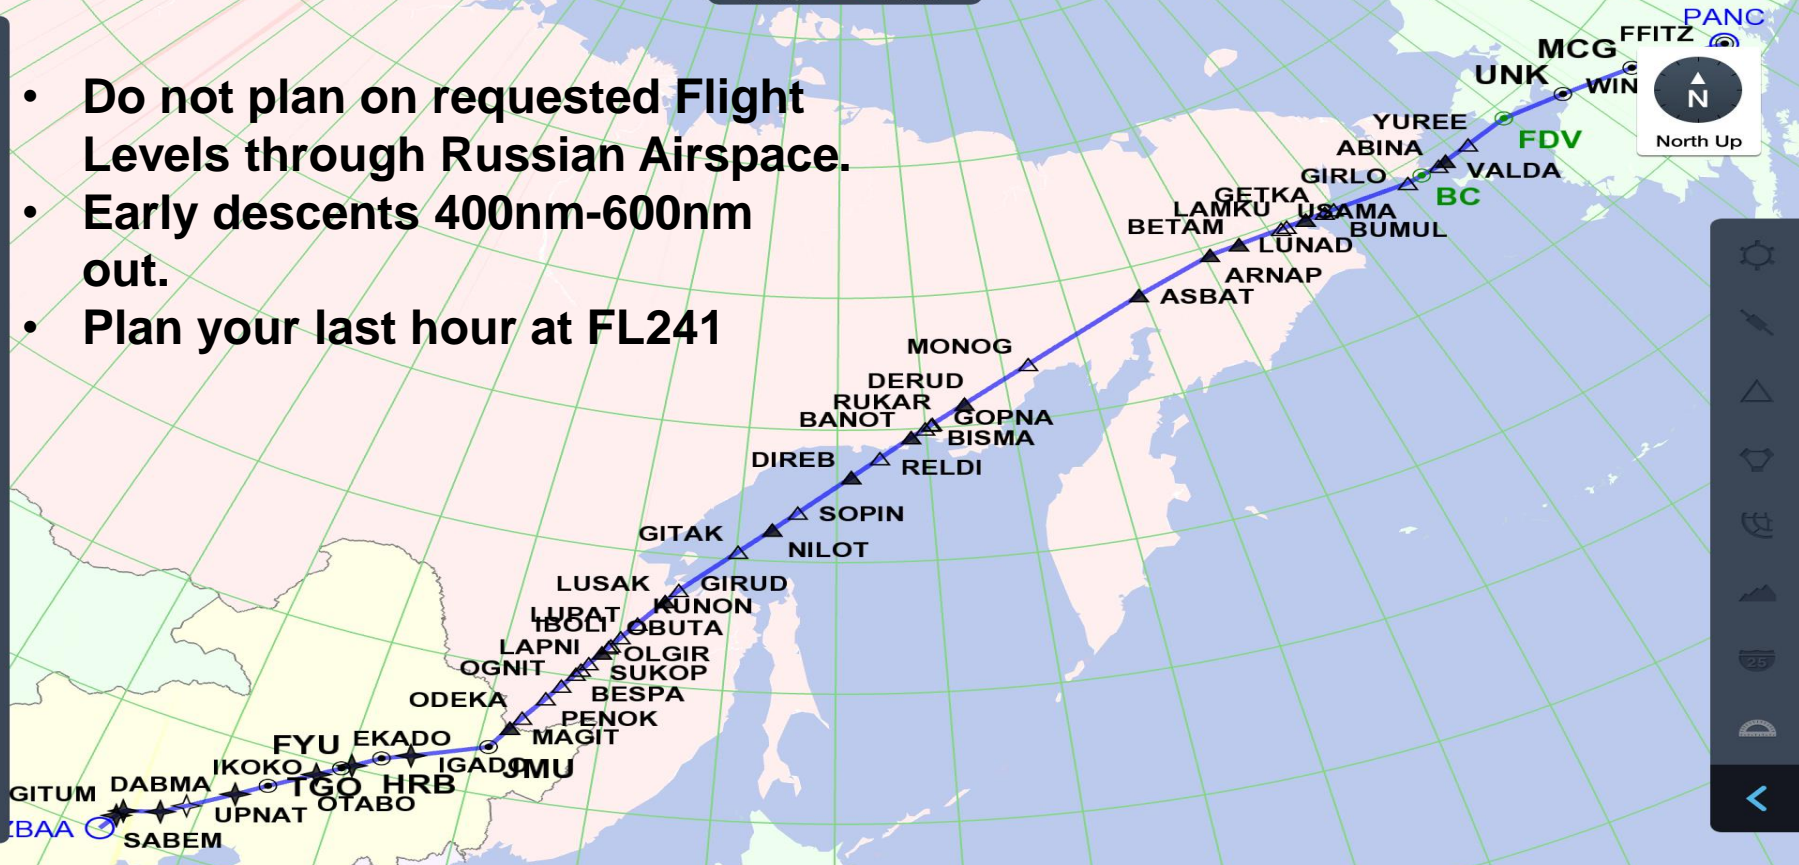 PANC
FFITZ
MCG
UNK
WIN
N
North Up
• Do not plan on requested Flight
Levels through Russian Airspace.
• Early descents 400nm-600nm
out.
• Plan your last hour at FL241
YUREE
FDV
ABINA
VALDA
GIRLO
BC
GETKA
LAMKU
USAMA
BETAM
BUMUL
LUNAD
ARNAP
ASBAT
MONOG
DERUD
RUKAR
BANOT
GOPNA
BISMA
DIREB
RELDI
SOPIN
GITAK
NILOT
LUSAK
GIRUD
KUNON
LUPAT
IBOLI
OBUTA
LAPNI
OLGIR
OGNIT
SUKOP
BESPA
ODEKA
PENOK
MAGIT
FYU
EKADO
IKOKO
IGADO
JMU
DABMA
TGO
HRB
GITUM
OTABO
UPNAT
ZBAA
SABEM
25